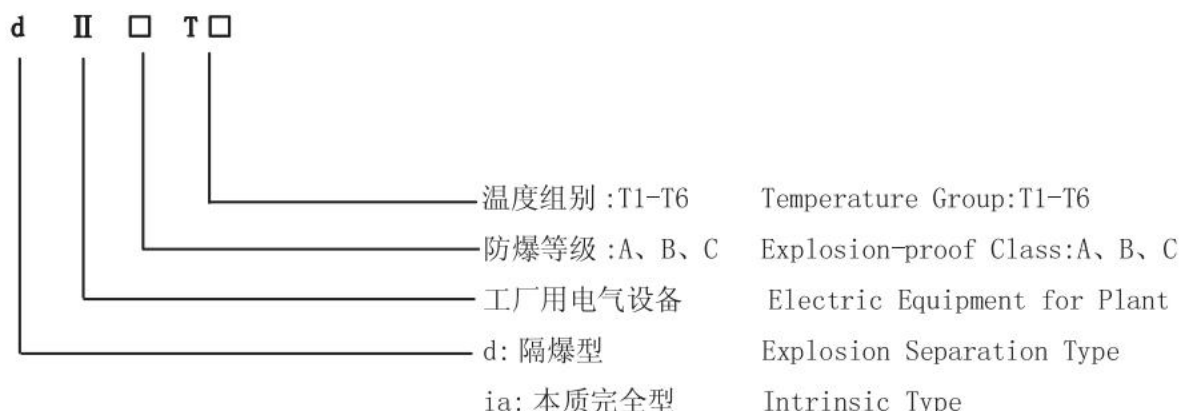 d Ⅱ □ T□
温度组别:T1-T6 Temperature Group:T1-T6
防爆等级:A、B、C Explosion-proof Class:A、B、C
工厂用电气设备 Electric Equipment for Plant
d:隔爆型 Explosion Separation Type
ia:本质完全型 Intrinsic Type